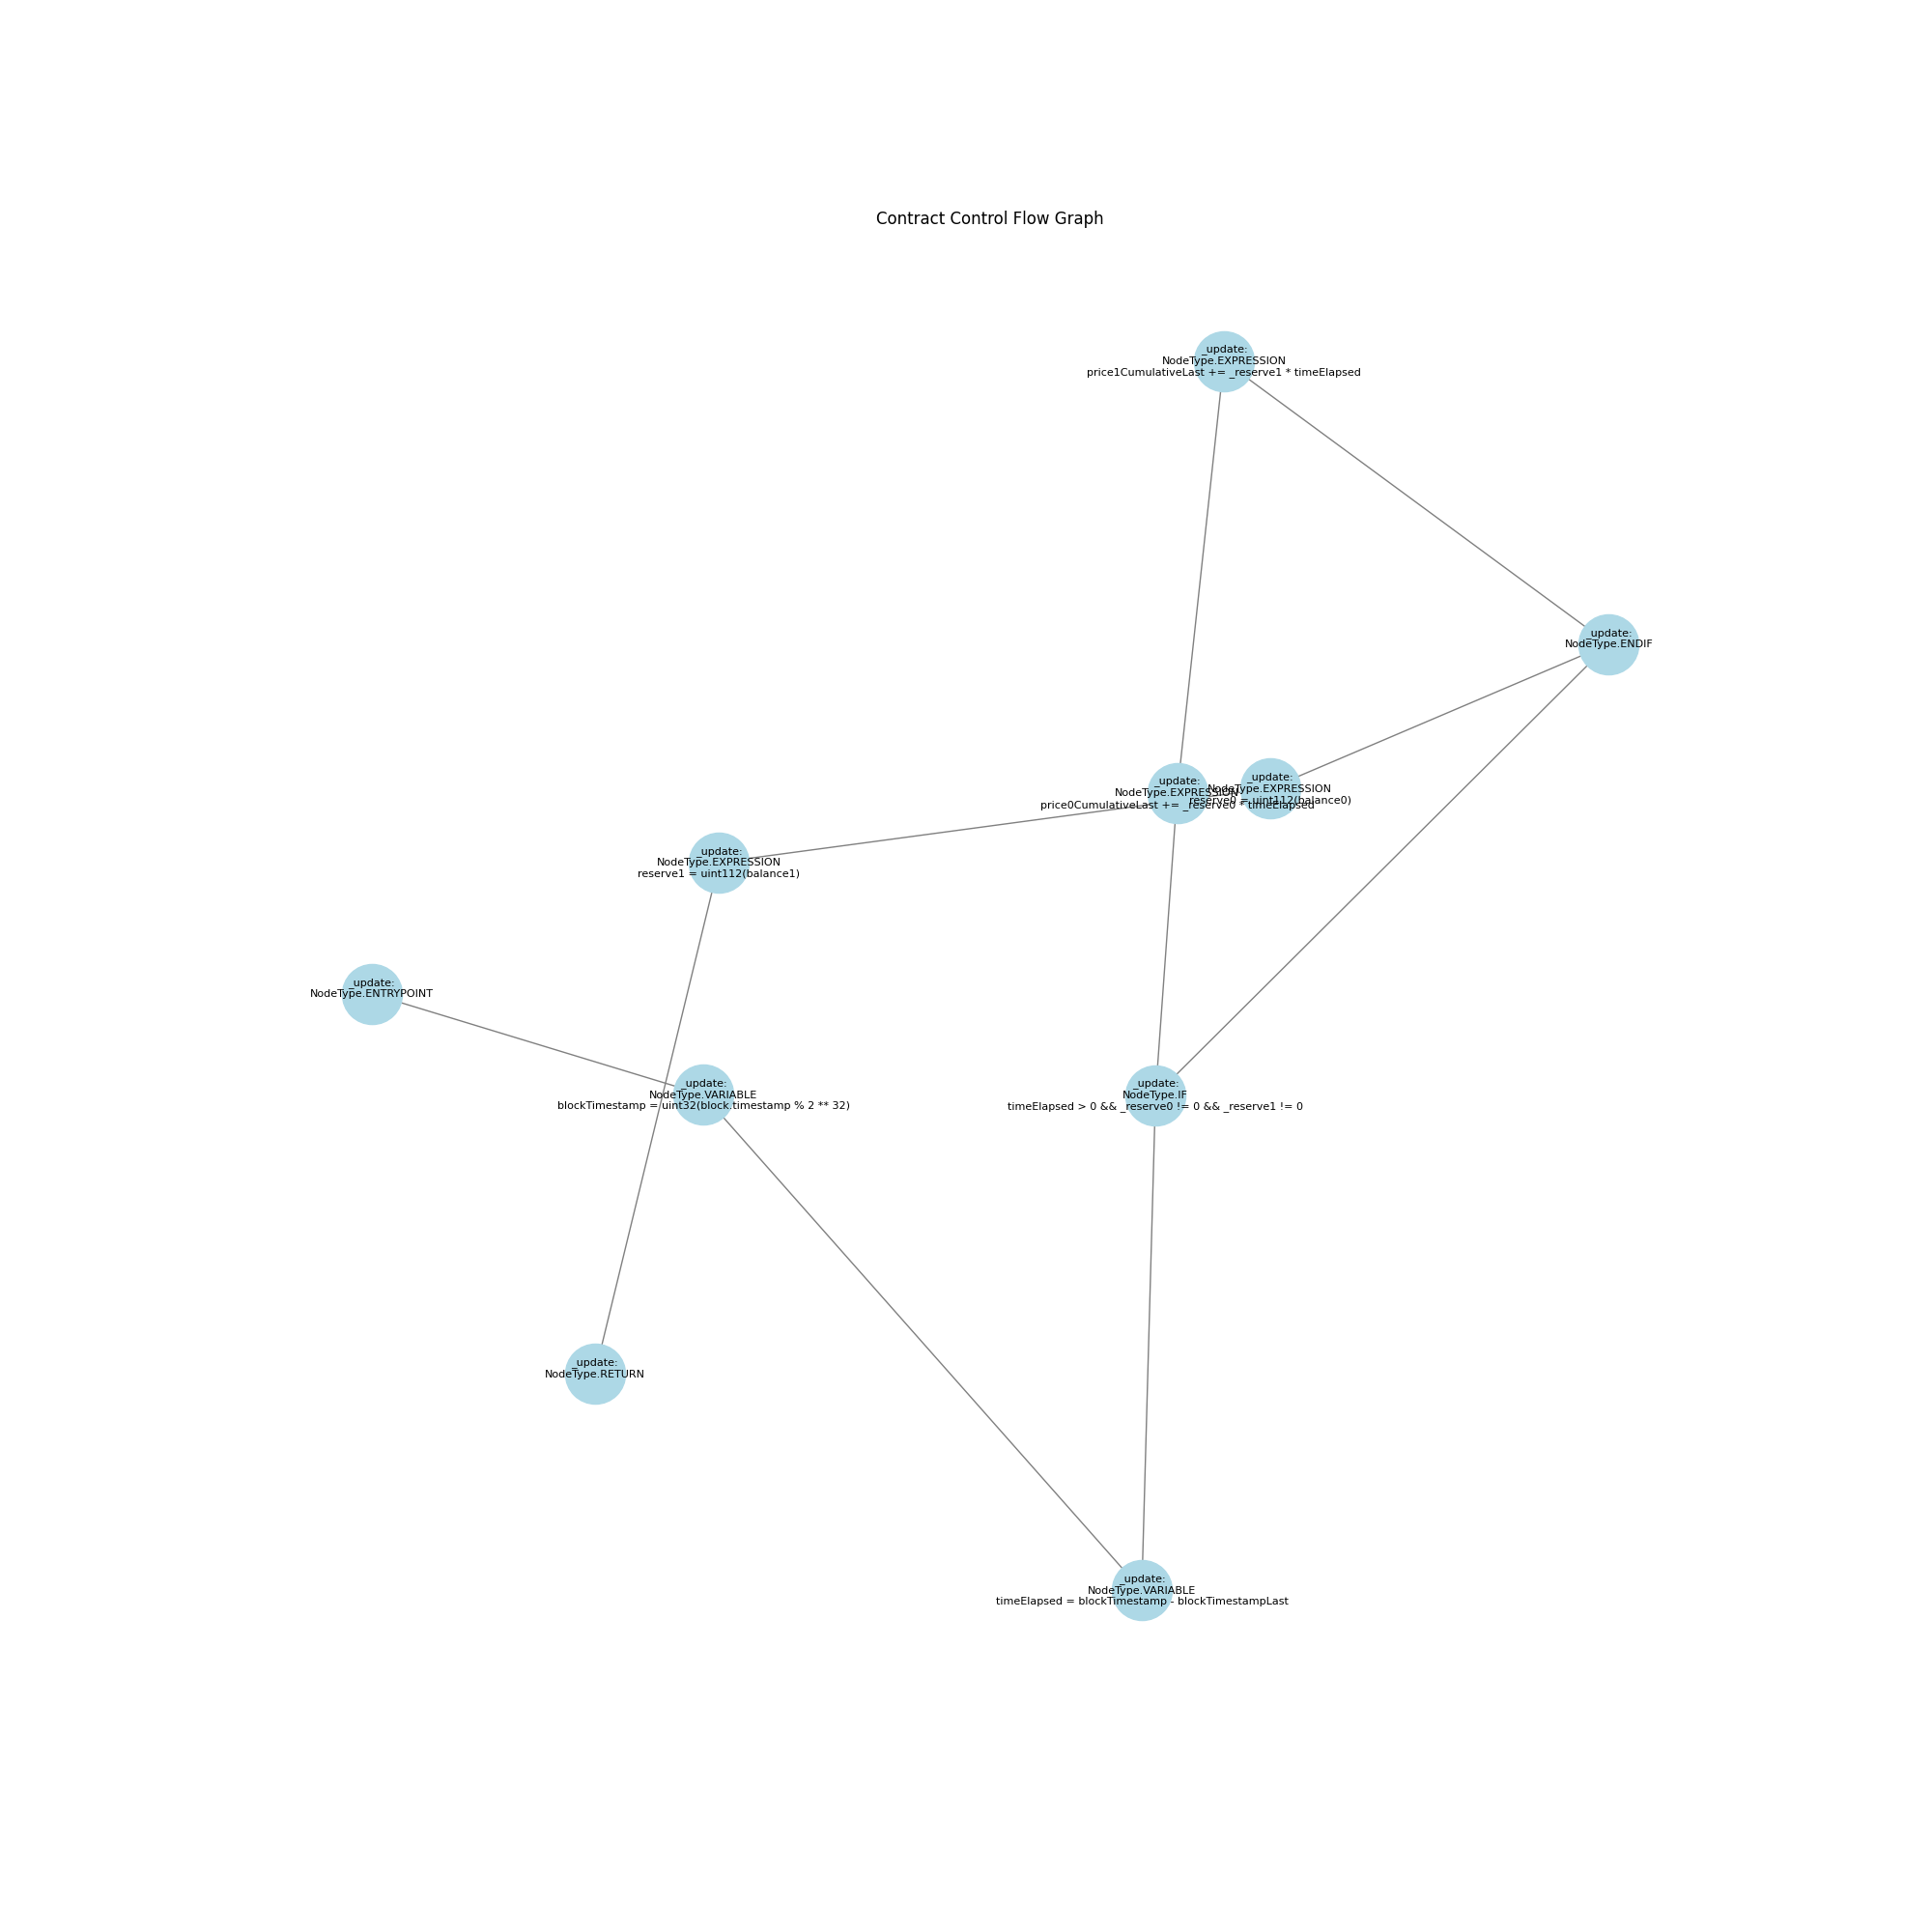 Contract Control Flow Graph
_update:
NodeType.EXPRESSION
price1CumulativeLast += _reserve1 * timeElapsed
_update:
NodeType.ENDIF
_update:
NodeType.EXPRESSION
price0CumulativeLast += _reserve0 * timeElapsed
_update:
NodeType.EXPRESSION
reserve0 = uint112(balance0)
_update:
NodeType.EXPRESSION
reserve1 = uint112(balance1)
_update:
NodeType.ENTRYPOINT
_update:
NodeType.VARIABLE
blockTimestamp = uint32(block.timestamp % 2 ** 32)
_update:
NodeType.IF
timeElapsed > 0 && _reserve0 != 0 && _reserve1 != 0
_update:
NodeType.RETURN
_update:
NodeType.VARIABLE
timeElapsed = blockTimestamp - blockTimestampLast